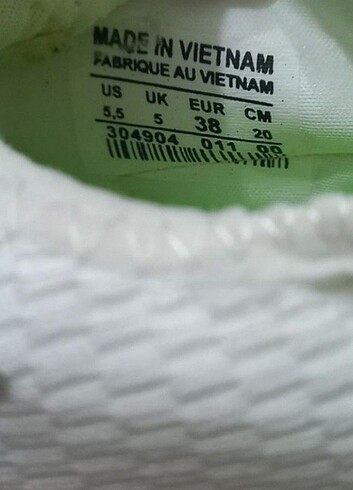 MADE IN VIETNAM
FABRIQUE AU VIETNAM
US UK EUR CM
5,5 5 38 20
304904 011 00